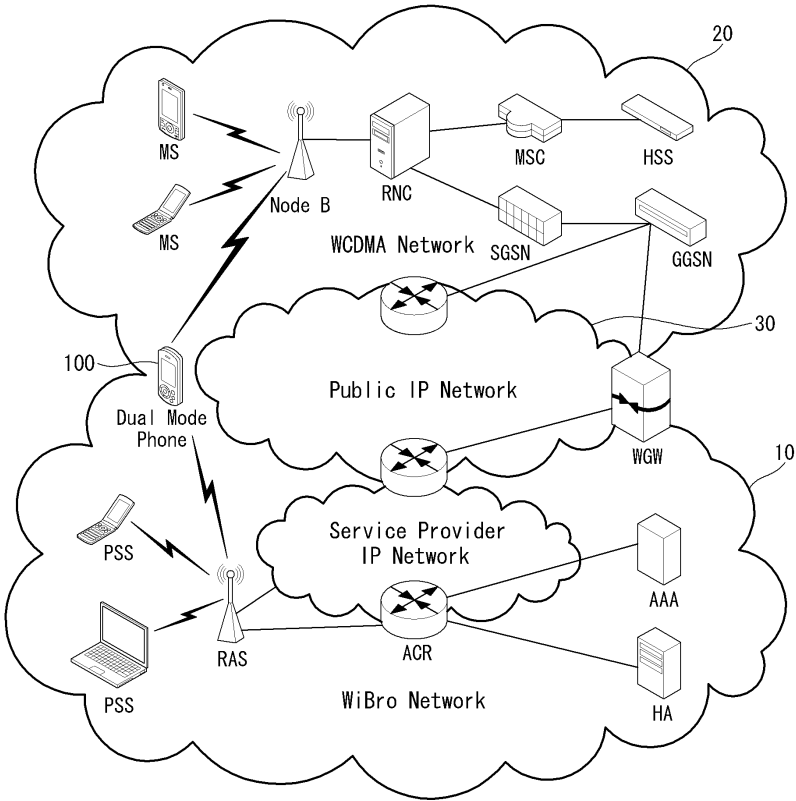 20
MS
MSC
HSS
RNC
MS
Node B
SGSN
GGSN
WCDMA Network
30
100
Public IP Network
Dual Mode
Phone
WGW
10
Service Provider
IP Network
PSS
AAA
RAS
ACR
PSS
WiBro Network
HA